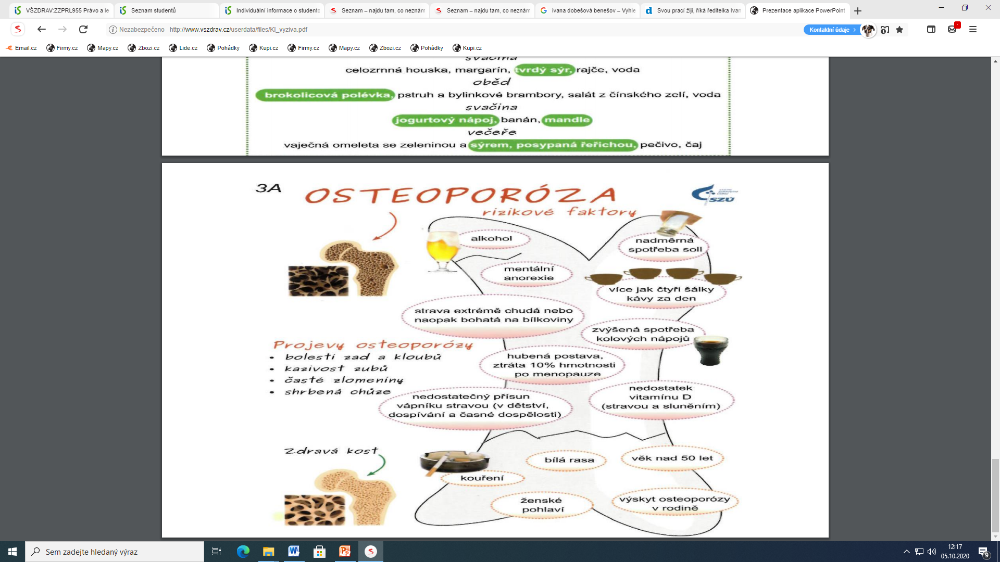 VŠZDRAV:ZZPRL955 Právo a le
Seznam studentů
Individuální informace o studento
Seznam – najdu tam, co neznám
Seznam – najdu tam, co neznám
ivana dobešová benešov – Vyhle
Svou prací žiji, říká ředitelka Ivan
Prezentace aplikace PowerPoint
Nezabezpečeno http://www.vszdrav.cz/userdata/files/KI_vyziva.pdf
Kontaktní údaje
Email.cz Firmy.cz Mapy.cz Zbozi.cz Lide.cz Pohádky Kupi.cz Firmy.cz Mapy.cz Zbozi.cz Pohádky Kupi.cz
svačina
celozrnná houska, margarín, tvrdý sýr, rajče, voda
oběd
brokolicová polévka, pstruh a bylinkové brambory, salát z čínského zelí, voda
svačina
jogurtový nápoj, banán, mandle
večeře
vaječná omeleta se zeleninou a sýrem, posypaná řeřichou, pečivo, čaj
3A
OSTEOPORÓZA
rizikové faktory
SZÚ
alkohol
nadměrná
spotřeba soli
mentální
anorexie
více jak čtyři šálky
kávy za den
strava extrémě chudá nebo
naopak bohatá na bílkoviny
zvýšená spotřeba
kolových nápojů
Projevy osteoporózy
• bolesti zad a kloubů
• kazivost zubů
• časté zlomeniny
• shrbená chůze
hubená postava,
ztráta 10% hmotnosti
po menopauze
nedostatek
vitamínu D
(stravou a sluněním)
nedostatečný přísun
vápníku stravou (v dětství,
dospívání a časné dospělosti)
Zdravá kost
bílá rasa
věk nad 50 let
kouření
ženské
pohlaví
výskyt osteoporózy
v rodině
Sem zadejte hledaný výraz
12:17
05.10.2020
9